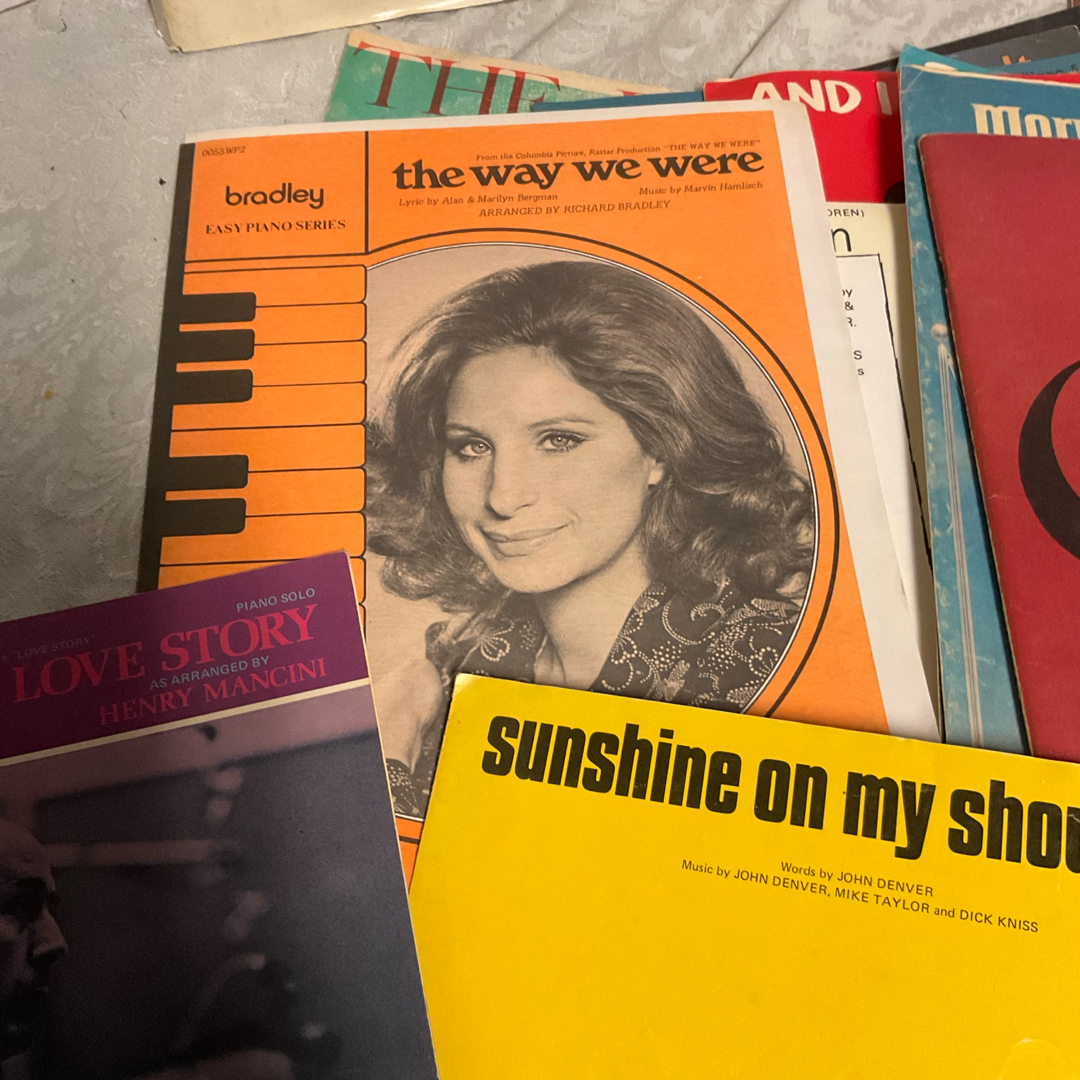 THE
AND I
0055WP2
bradley
EASY PIANO SERIES
From the Columbia Picture, Rastar Production "THE WAY WE WERE"
the way we were
Lyric by Alan & Marilyn Bergman
Music by Marvin Hamlisch
ARRANGED BY RICHARD BRADLEY
DREN)
n
&
R.
S
s
"LOVE STORY"
PIANO SOLO
LOVE STORY
AS ARRANGED BY
HENRY MANCINI
sunshine on my shou
Words by JOHN DENVER
Music by JOHN DENVER, MIKE TAYLOR and DICK KNISS